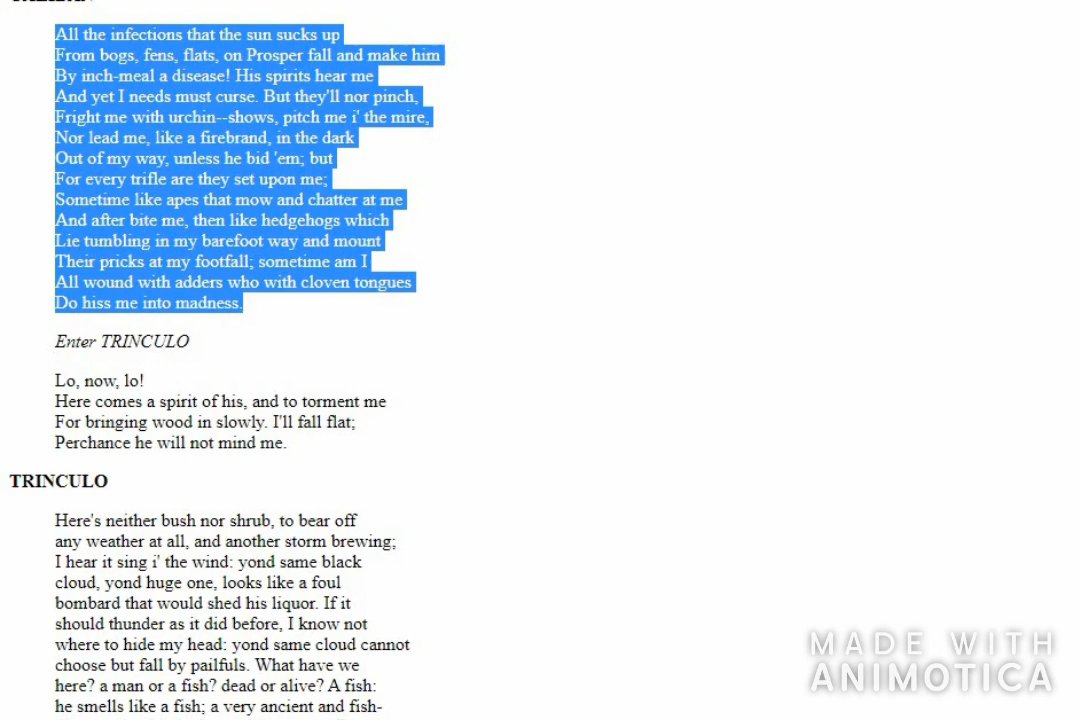 All the infections that the sun sucks up
From bogs, fens, flats, on Prosper fall and make him
By inch-meal a disease! His spirits hear me
And yet I needs must curse. But they'll nor pinch,
Fright me with urchin--shows, pitch me i' the mire,
Nor lead me, like a firebrand, in the dark
Out of my way, unless he bid 'em; but
For every trifle are they set upon me;
Sometime like apes that mow and chatter at me
And after bite me, then like hedgehogs which
Lie tumbling in my barefoot way and mount
Their pricks at my footfall; sometime am I
All wound with adders who with cloven tongues
Do hiss me into madness.
Enter TRINCULO
Lo, now, lo!
Here comes a spirit of his, and to torment me
For bringing wood in slowly. I'll fall flat;
Perchance he will not mind me.
TRINCULO
Here's neither bush nor shrub, to bear off
any weather at all, and another storm brewing;
I hear it sing i' the wind: yond same black
cloud, yond huge one, looks like a foul
bombard that would shed his liquor. If it
should thunder as it did before, I know not
where to hide my head: yond same cloud cannot
choose but fall by pailfuls. What have we
here? a man or a fish? dead or alive? A fish:
he smells like a fish; a very ancient and fish-
MADE WITH
ANIMOTICA